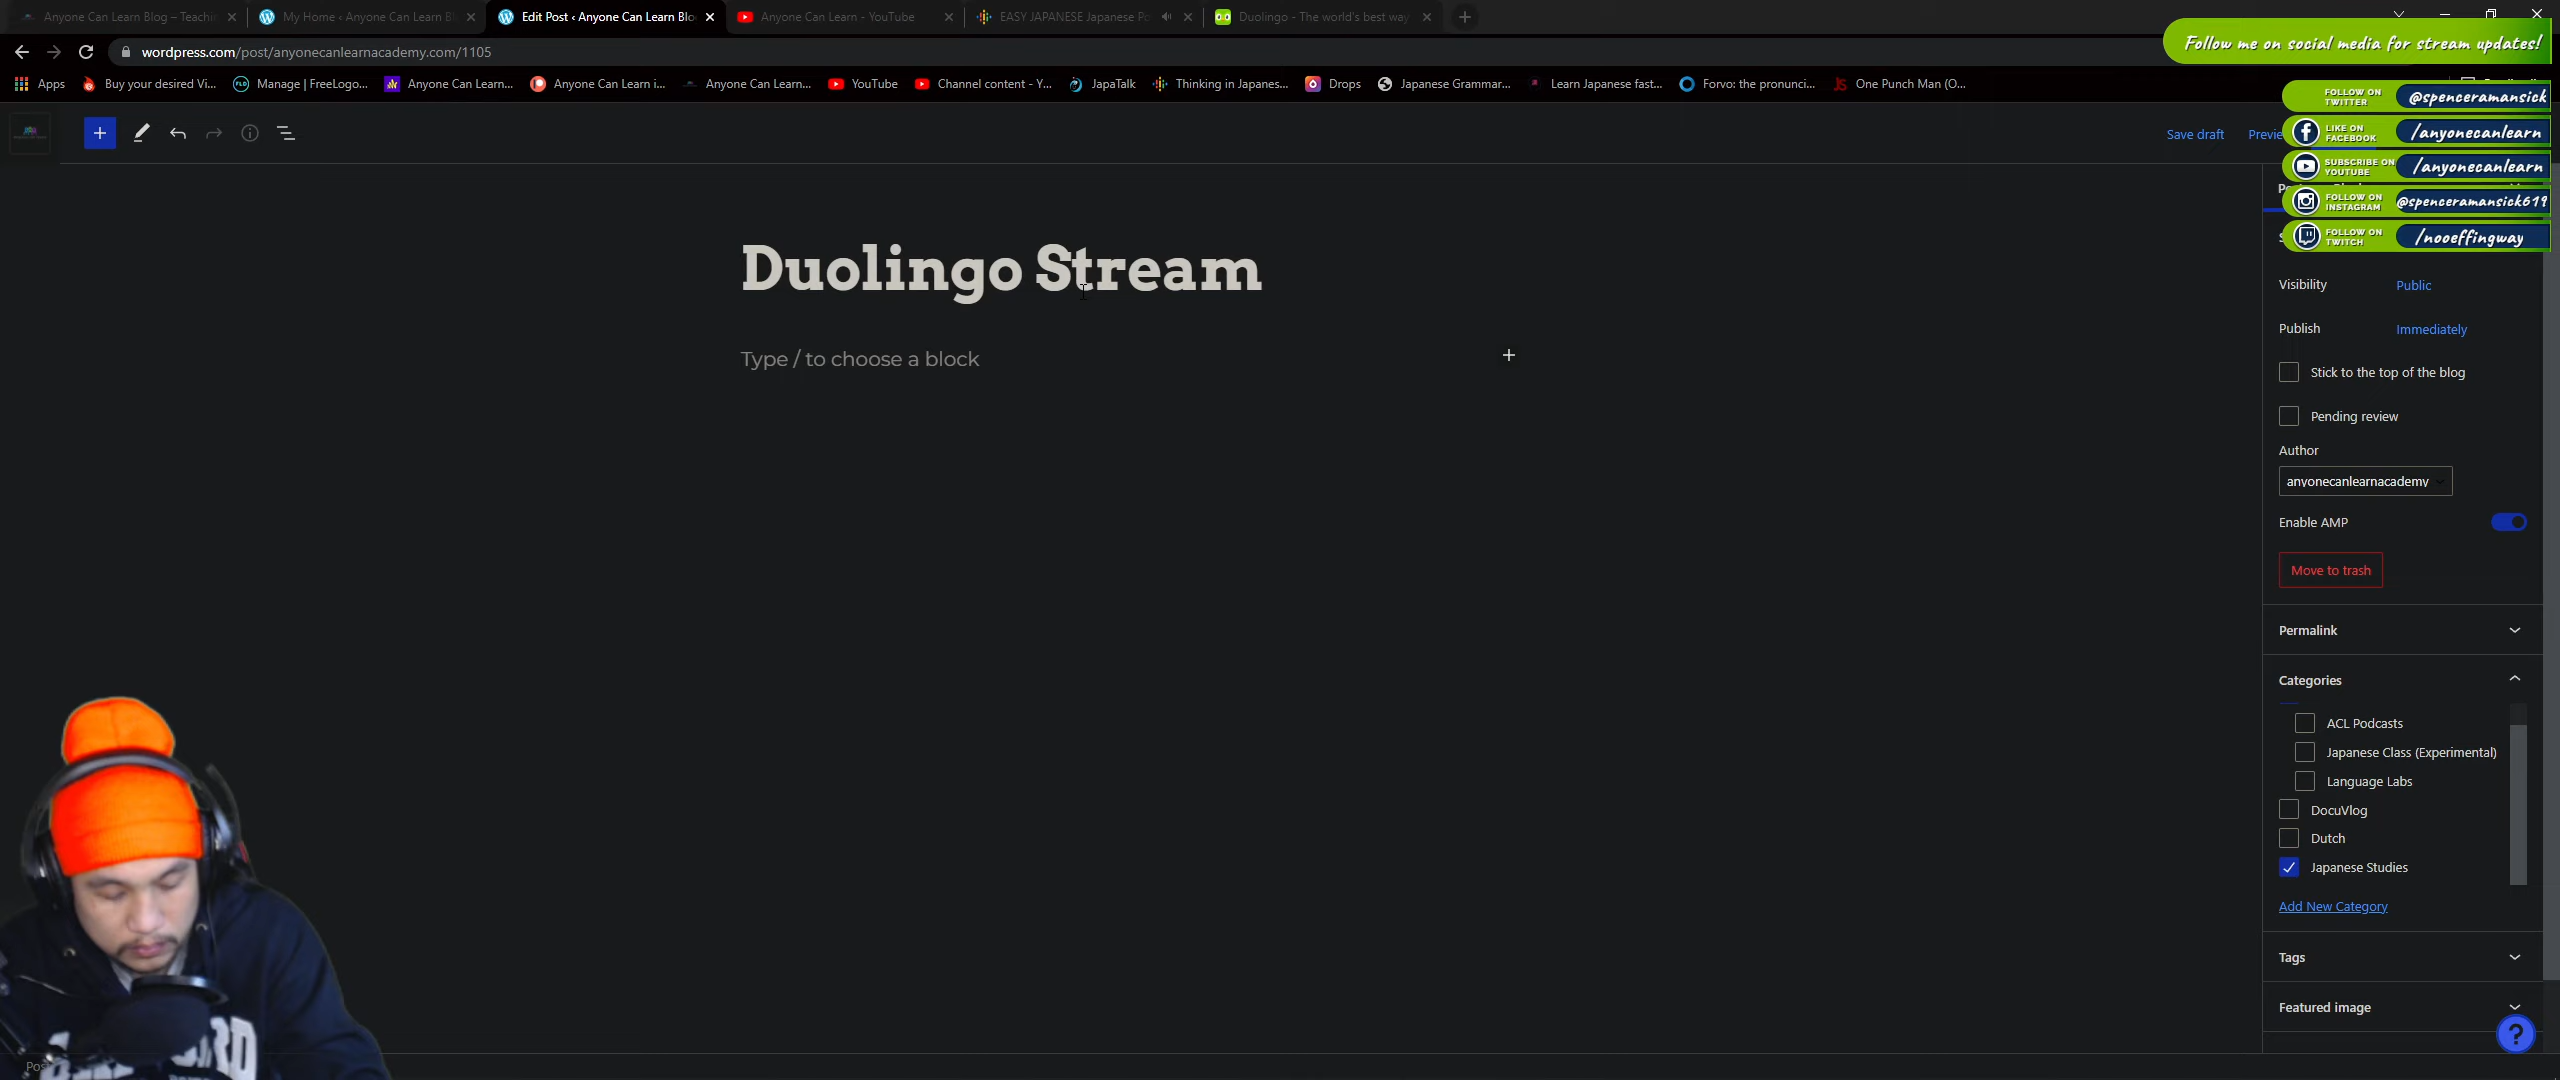 Anyone Can Learn Blog – Teachin
My Home ‹ Anyone Can Learn Bl
Edit Post ‹ Anyone Can Learn Blo
Anyone Can Learn - YouTube
EASY JAPANESE Japanese Po
Duolingo - The world's best way
wordpress.com/post/anyonecanlearnacademy.com/1105
Follow me on social media for stream updates!
Apps
Buy your desired Vi...
Manage | FreeLogo...
Anyone Can Learn...
Anyone Can Learn i...
Anyone Can Learn...
YouTube
Channel content - Y...
JapaTalk
Thinking in Japanes...
Drops
Japanese Grammar...
Learn Japanese fast...
Forvo: the pronunci...
One Punch Man (O...
FOLLOW ON TWITTER
@spenceramansick
Save draft
Previe
LIKE ON FACEBOOK
/anyonecanlearn
SUBSCRIBE ON YOUTUBE
/anyonecanlearn
FOLLOW ON INSTAGRAM
@spenceramansick619
FOLLOW ON TWITCH
/nooeffingway
Duolingo Stream
Type / to choose a block
Visibility
Public
Publish
Immediately
Stick to the top of the blog
Pending review
Author
anyonecanlearnacademy
Enable AMP
Move to trash
Permalink
Categories
ACL Podcasts
Japanese Class (Experimental)
Language Labs
DocuVlog
Dutch
Japanese Studies
Add New Category
Tags
Featured image
?